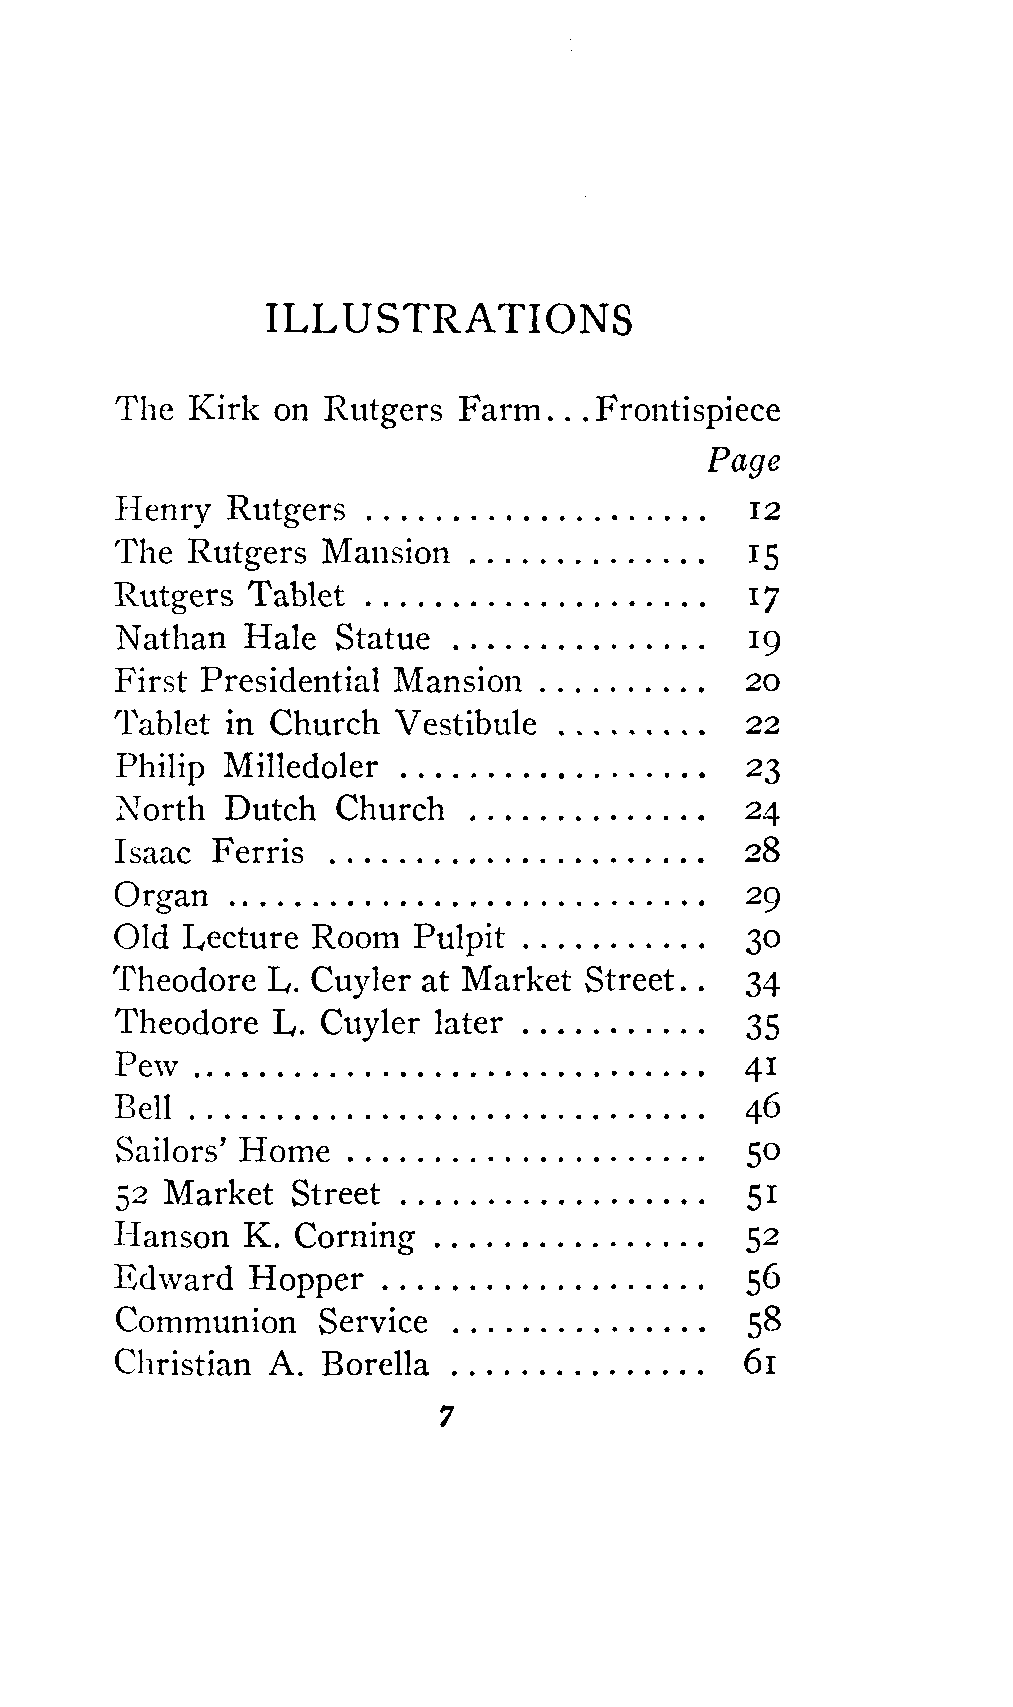 ILLUSTRATIONS
The Kirk on Rutgers Farm...Frontispiece
Page
Henry Rutgers .................... 12
The Rutgers Mansion .............. 15
Rutgers Tablet .................... 17
Nathan Hale Statue ............... 19
First Presidential Mansion .......... 20
Tablet in Church Vestibule ......... 22
Philip Milledoler .................. 23
North Dutch Church .............. 24
Isaac Ferris ...................... 28
Organ ............................ 29
Old Lecture Room Pulpit ........... 30
Theodore L. Cuyler at Market Street.. 34
Theodore L. Cuyler later ........... 35
Pew .............................. 41
Bell .............................. 46
Sailors' Home ..................... 50
52 Market Street .................. 51
Hanson K. Corning ................ 52
Edward Hopper ................... 56
Communion Service ............... 58
Christian A. Borella ............... 61
7